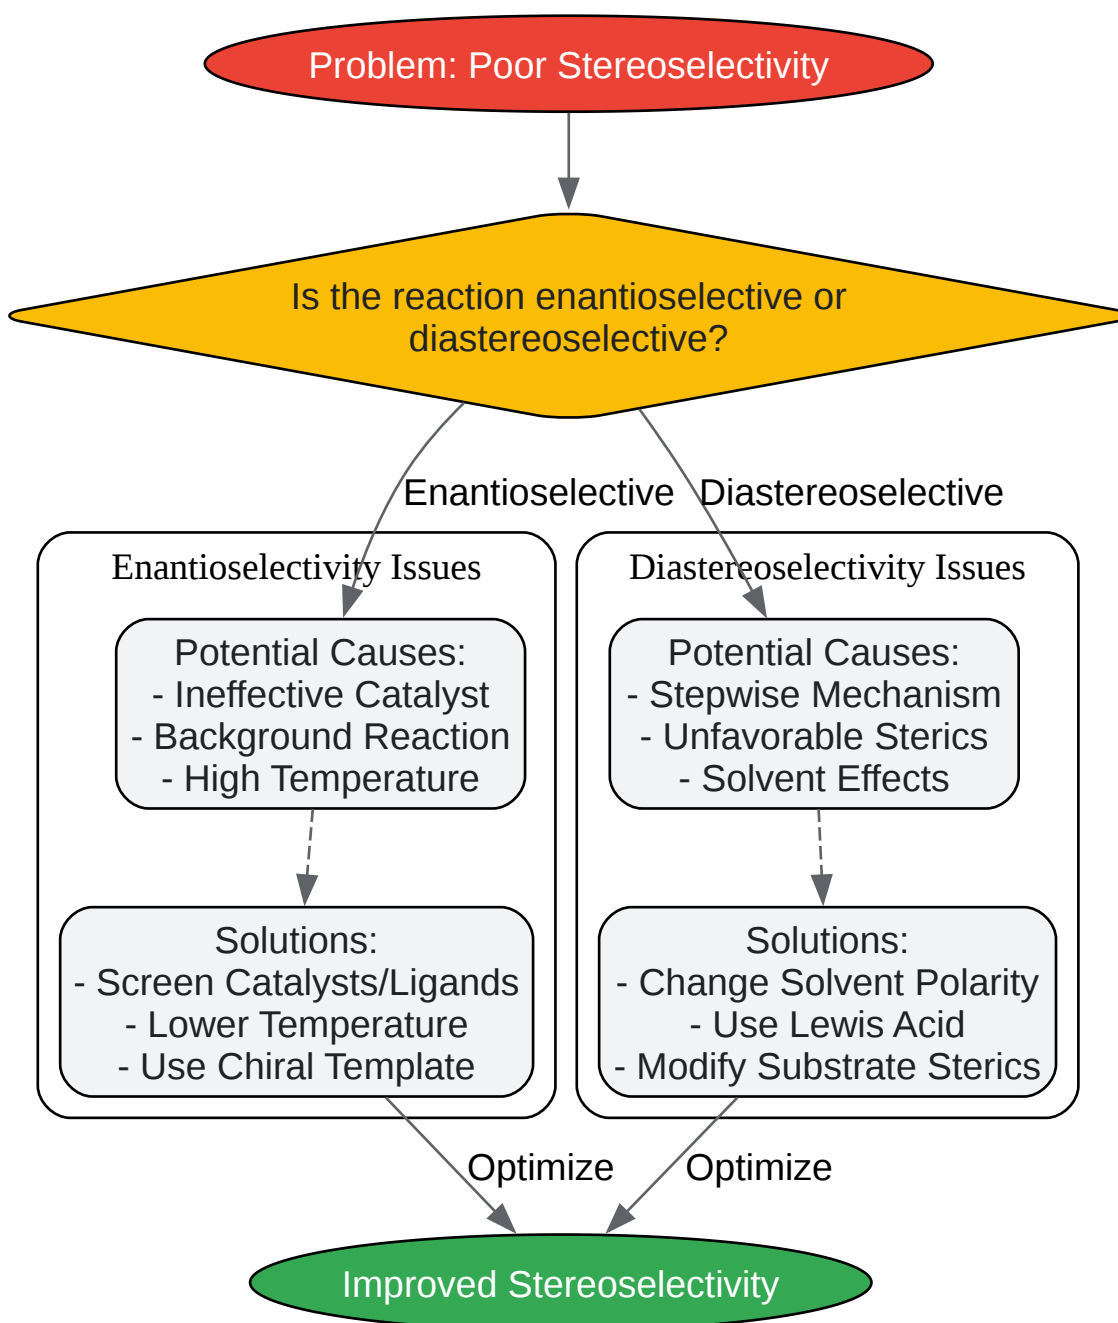 Problem: Poor Stereoselectivity
Is the reaction enantioselective or
diastereoselective?
Enantioselective
Diastereoselective
Enantioselectivity Issues
Potential Causes:
- Ineffective Catalyst
- Background Reaction
- High Temperature
Solutions:
- Screen Catalysts/Ligands
- Lower Temperature
- Use Chiral Template
Diastereoselectivity Issues
Potential Causes:
- Stepwise Mechanism
- Unfavorable Sterics
- Solvent Effects
Solutions:
- Change Solvent Polarity
- Use Lewis Acid
- Modify Substrate Sterics
Optimize
Optimize
Improved Stereoselectivity